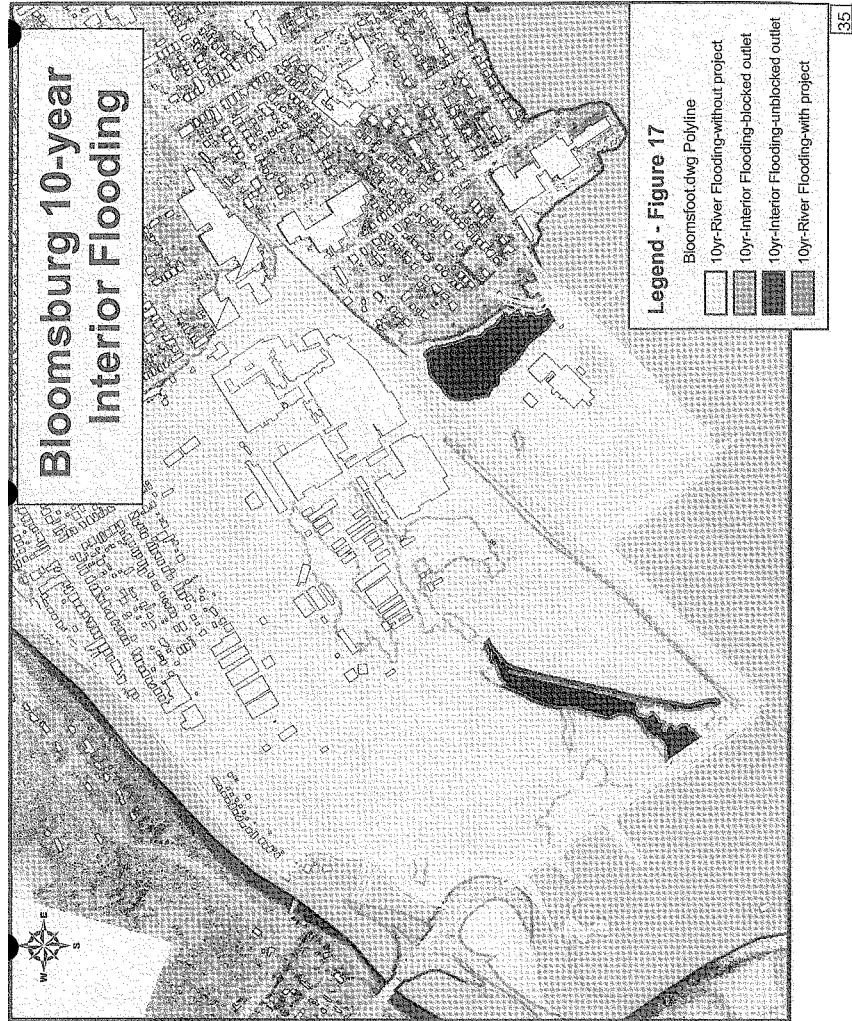 Bloomsburg 10-year
Interior Flooding
W
E
S
Legend - Figure 17
Bloomsfoot.dwg Polyline
10yr-River Flooding-without project
10yr-Interior Flooding-blocked outlet
10yr-Interior Flooding-unblocked outlet
10yr-River Flooding-with project
35